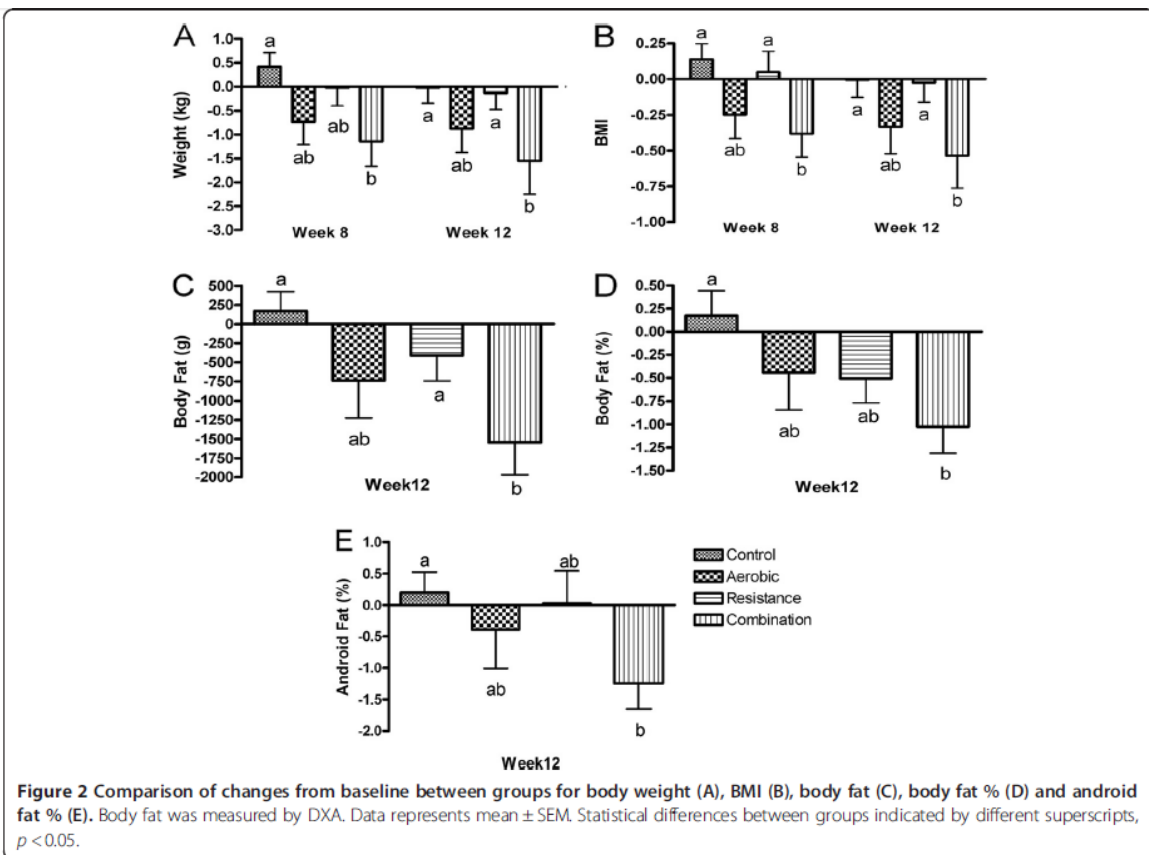 A
Weight (kg)
1.0
0.5
0.0
-0.5
-1.0
-1.5
-2.0
-2.5
-3.0
a
ab
ab
b
a
ab
a
b
Week 8 Week 12
B
BMI
0.25
0.00
-0.25
-0.50
-0.75
-1.00
a
ab
a
b
a
ab
a
b
Week 8 Week 12
C
Body Fat (g)
500
250
0
-250
-500
-750
-1000
-1250
-1500
-1750
-2000
a
ab
a
b
Week12
D
Body Fat (%)
0.50
0.25
0.00
-0.25
-0.50
-0.75
-1.00
-1.25
-1.50
a
ab
ab
b
Week12
E
Android Fat (%)
1.0
0.5
0.0
-0.5
-1.0
-1.5
-2.0
a
ab
ab
b
Week12
Control
Aerobic
Resistance
Combination
Figure 2 Comparison of changes from baseline between groups for body weight (A), BMI (B), body fat (C), body fat % (D) and android
fat % (E). Body fat was measured by DXA. Data represents mean ± SEM. Statistical differences between groups indicated by different superscripts,
p < 0.05.